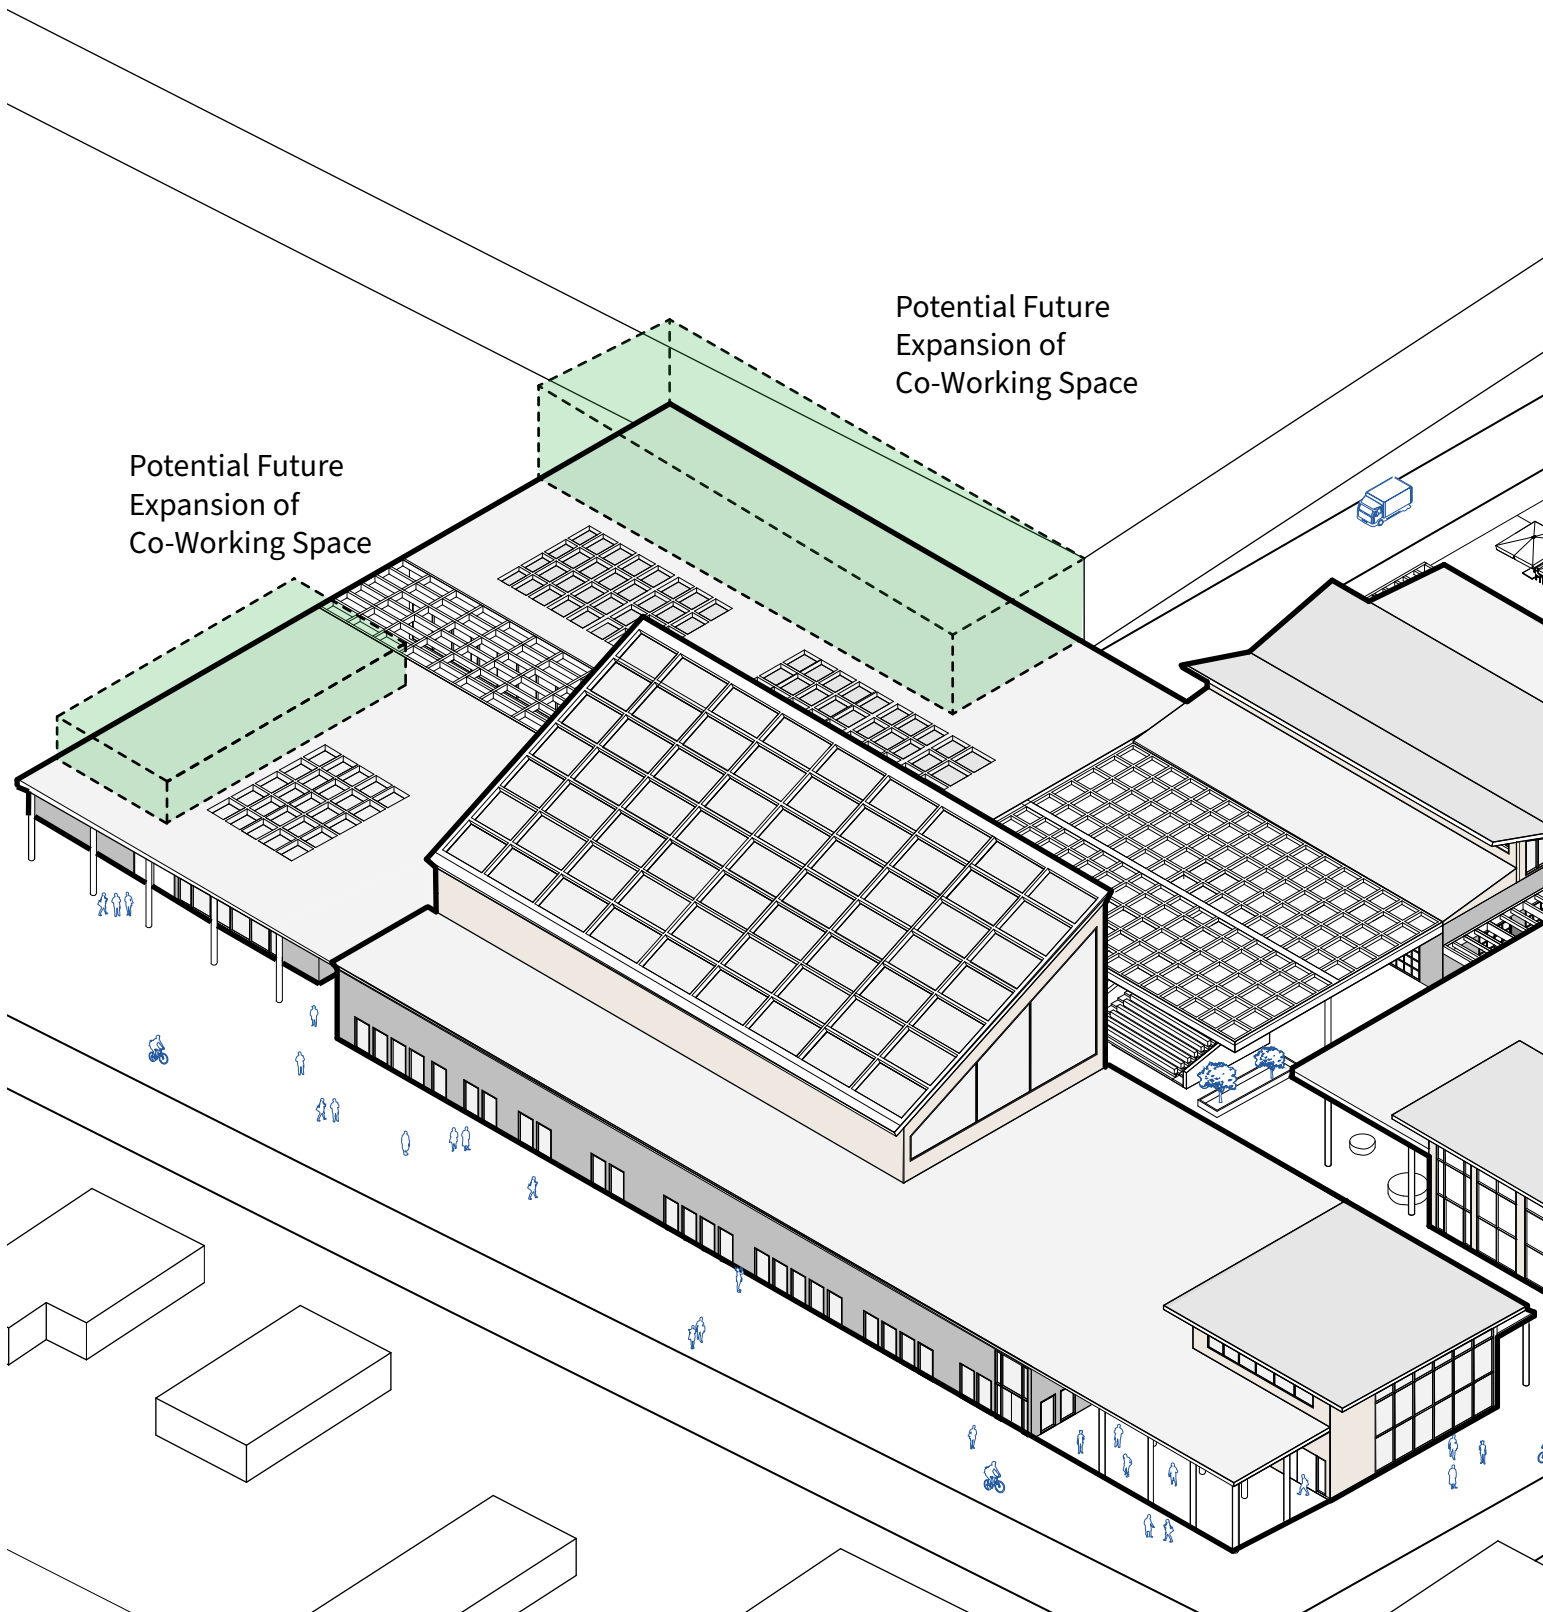 Potential Future
Expansion of
Co-Working Space
Potential Future
Expansion of
Co-Working Space